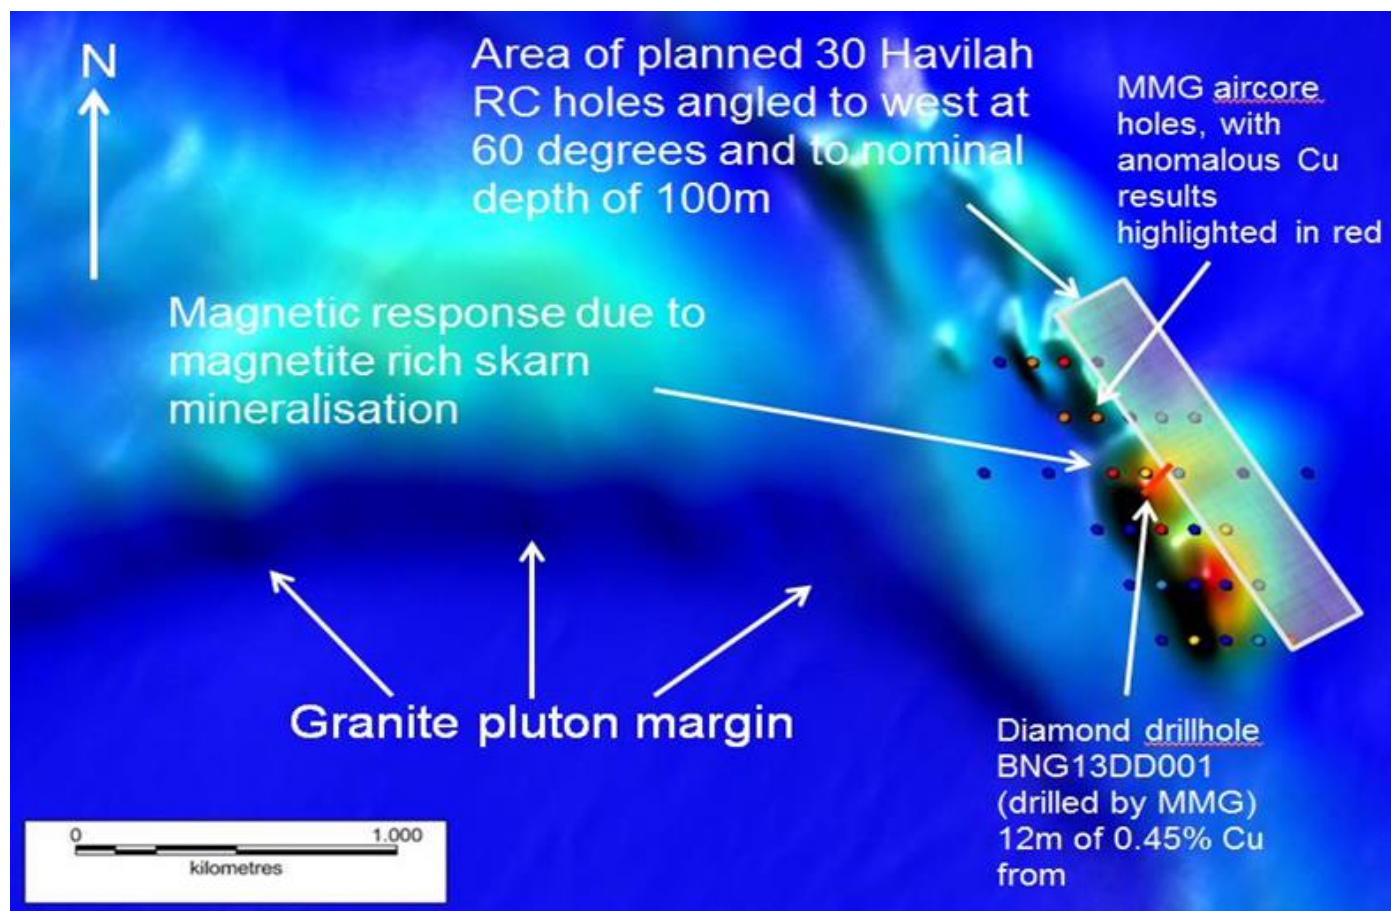 N
Area of planned 30 Havilah
RC holes angled to west at
60 degrees and to nominal
depth of 100m
MMG aircore
holes, with
anomalous Cu
results
highlighted in red
Magnetic response due to
magnetite rich skarn
mineralisation
Granite pluton margin
Diamond drillhole
BNG13DD001
(drilled by MMG)
12m of 0.45% Cu
from
0 1.000
kilometres